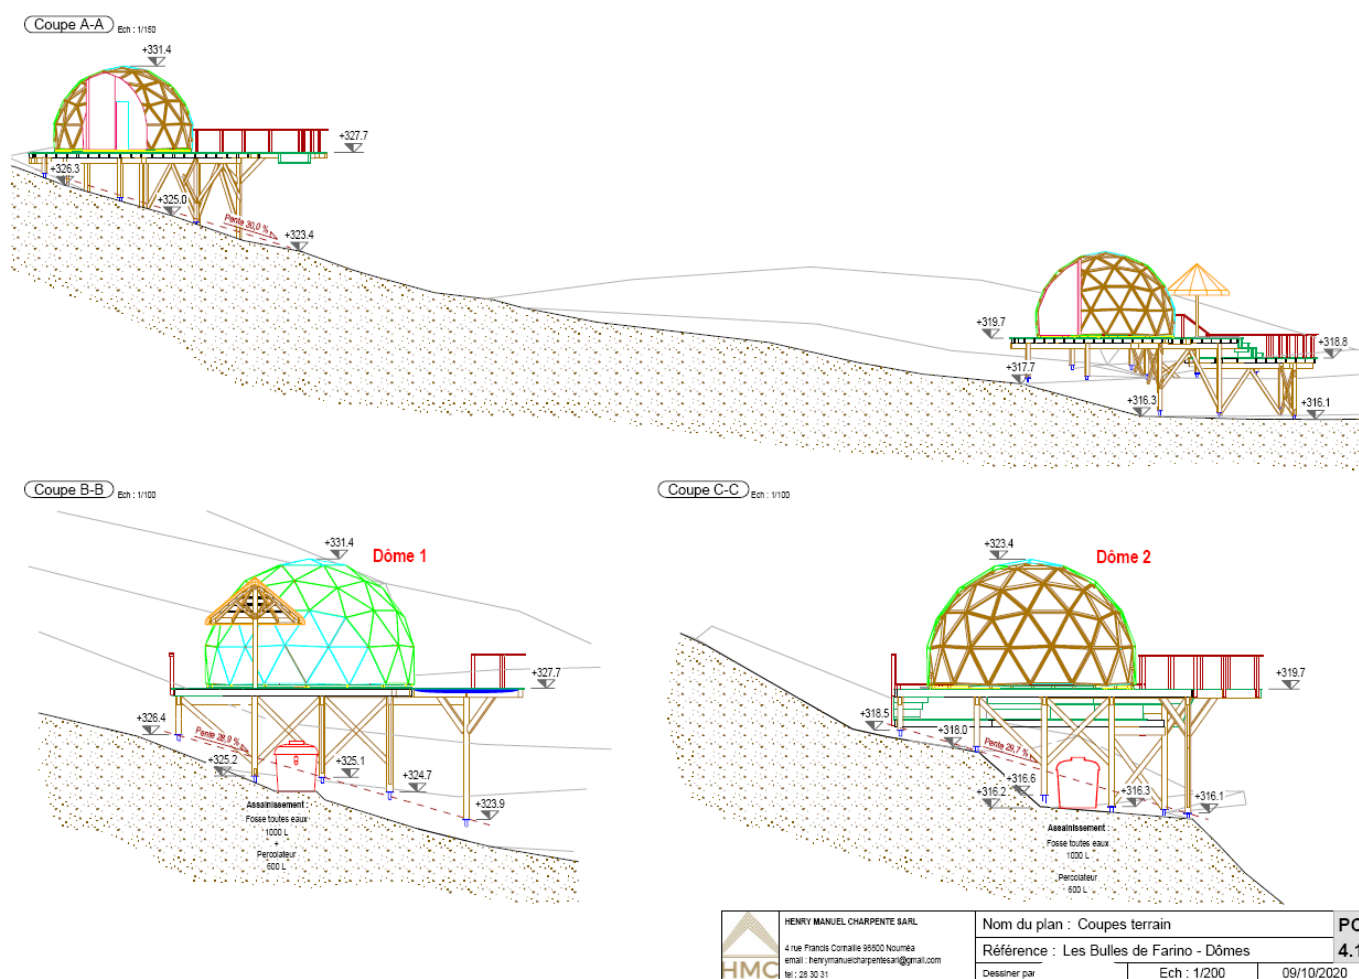 Coupe A-A Ech : 1/150
+331.4
+327.7
+326.3
+325.0
Pente 30,0 %
+323.4
+319.7
+318.8
+317.7
+316.3
+316.1
Coupe B-B Ech : 1/100
+331.4
Dôme 1
+327.7
+326.4
Pente 28,9 %
+325.2
+325.1
+324.7
+323.9
Assainissement :
Fosse toutes eaux
1000 L
+
Percolateur
600 L
Coupe C-C Ech : 1/100
+323.4
Dôme 2
+319.7
+318.5
+318.0
Pente 29,7 %
+316.6
+316.2
+316.3
+316.1
Assainissement
Fosse toutes eaux
1000 L
Percolateur
600 L
HMC
HENRY MANUEL CHARPENTE SARL
4 rue Francis Cornaille 98800 Nouméa
email : henrymanuelcharpentesarl@gmail.com
tel : 28 30 31
Nom du plan : Coupes terrain
Référence : Les Bulles de Farino - Dômes
Dessiner par
Ech : 1/200
09/10/2020
PC
4.1